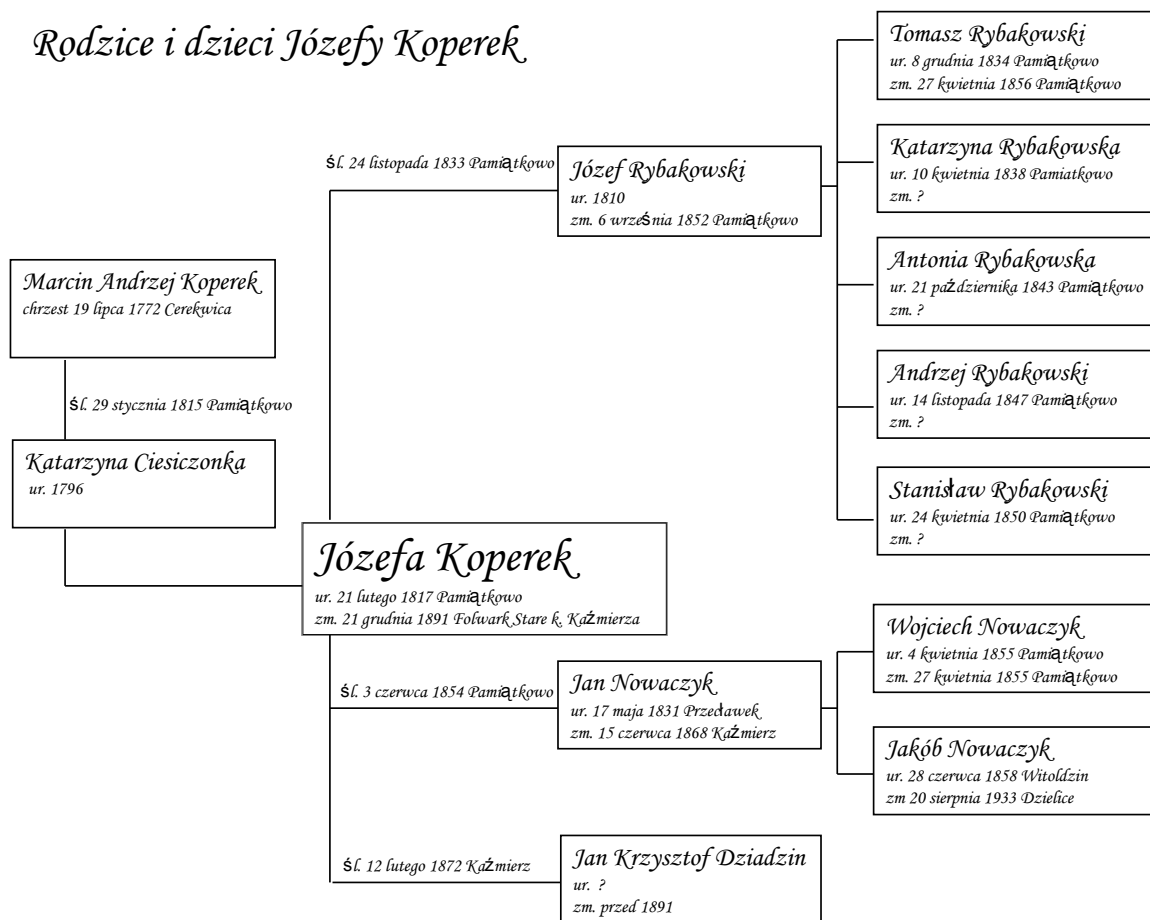 Rodzice i dzieci Józefy Koperek
Marcin Andrzej Koperek
chrzest 19 lipca 1772 Cerekwica
śl. 29 stycznia 1815 Pamiątkowo
Katarzyna Ciesiczonka
ur. 1796
Józefa Koperek
ur. 21 lutego 1817 Pamiątkowo
zm. 21 grudnia 1891 Folwark Stare k. Kaźmierza
śl. 24 listopada 1833 Pamiątkowo
Józef Rybakowski
ur. 1810
zm. 6 września 1852 Pamiątkowo
Tomasz Rybakowski
ur. 8 grudnia 1834 Pamiątkowo
zm. 27 kwietnia 1856 Pamiątkowo
Katarzyna Rybakowska
ur. 10 kwietnia 1838 Pamiatkowo
zm. ?
Antonia Rybakowska
ur. 21 października 1843 Pamiątkowo
zm. ?
Andrzej Rybakowski
ur. 14 listopada 1847 Pamiątkowo
zm. ?
Stanisław Rybakowski
ur. 24 kwietnia 1850 Pamiątkowo
zm. ?
śl. 3 czerwca 1854 Pamiątkowo
Jan Nowaczyk
ur. 17 maja 1831 Przecławek
zm. 15 czerwca 1868 Kaźmierz
Wojciech Nowaczyk
ur. 4 kwietnia 1855 Pamiątkowo
zm. 27 kwietnia 1855 Pamiątkowo
Jakób Nowaczyk
ur. 28 czerwca 1858 Witoldzin
zm 20 sierpnia 1933 Dzielice
śl. 12 lutego 1872 Kaźmierz
Jan Krzysztof Dziadzin
ur. ?
zm. przed 1891